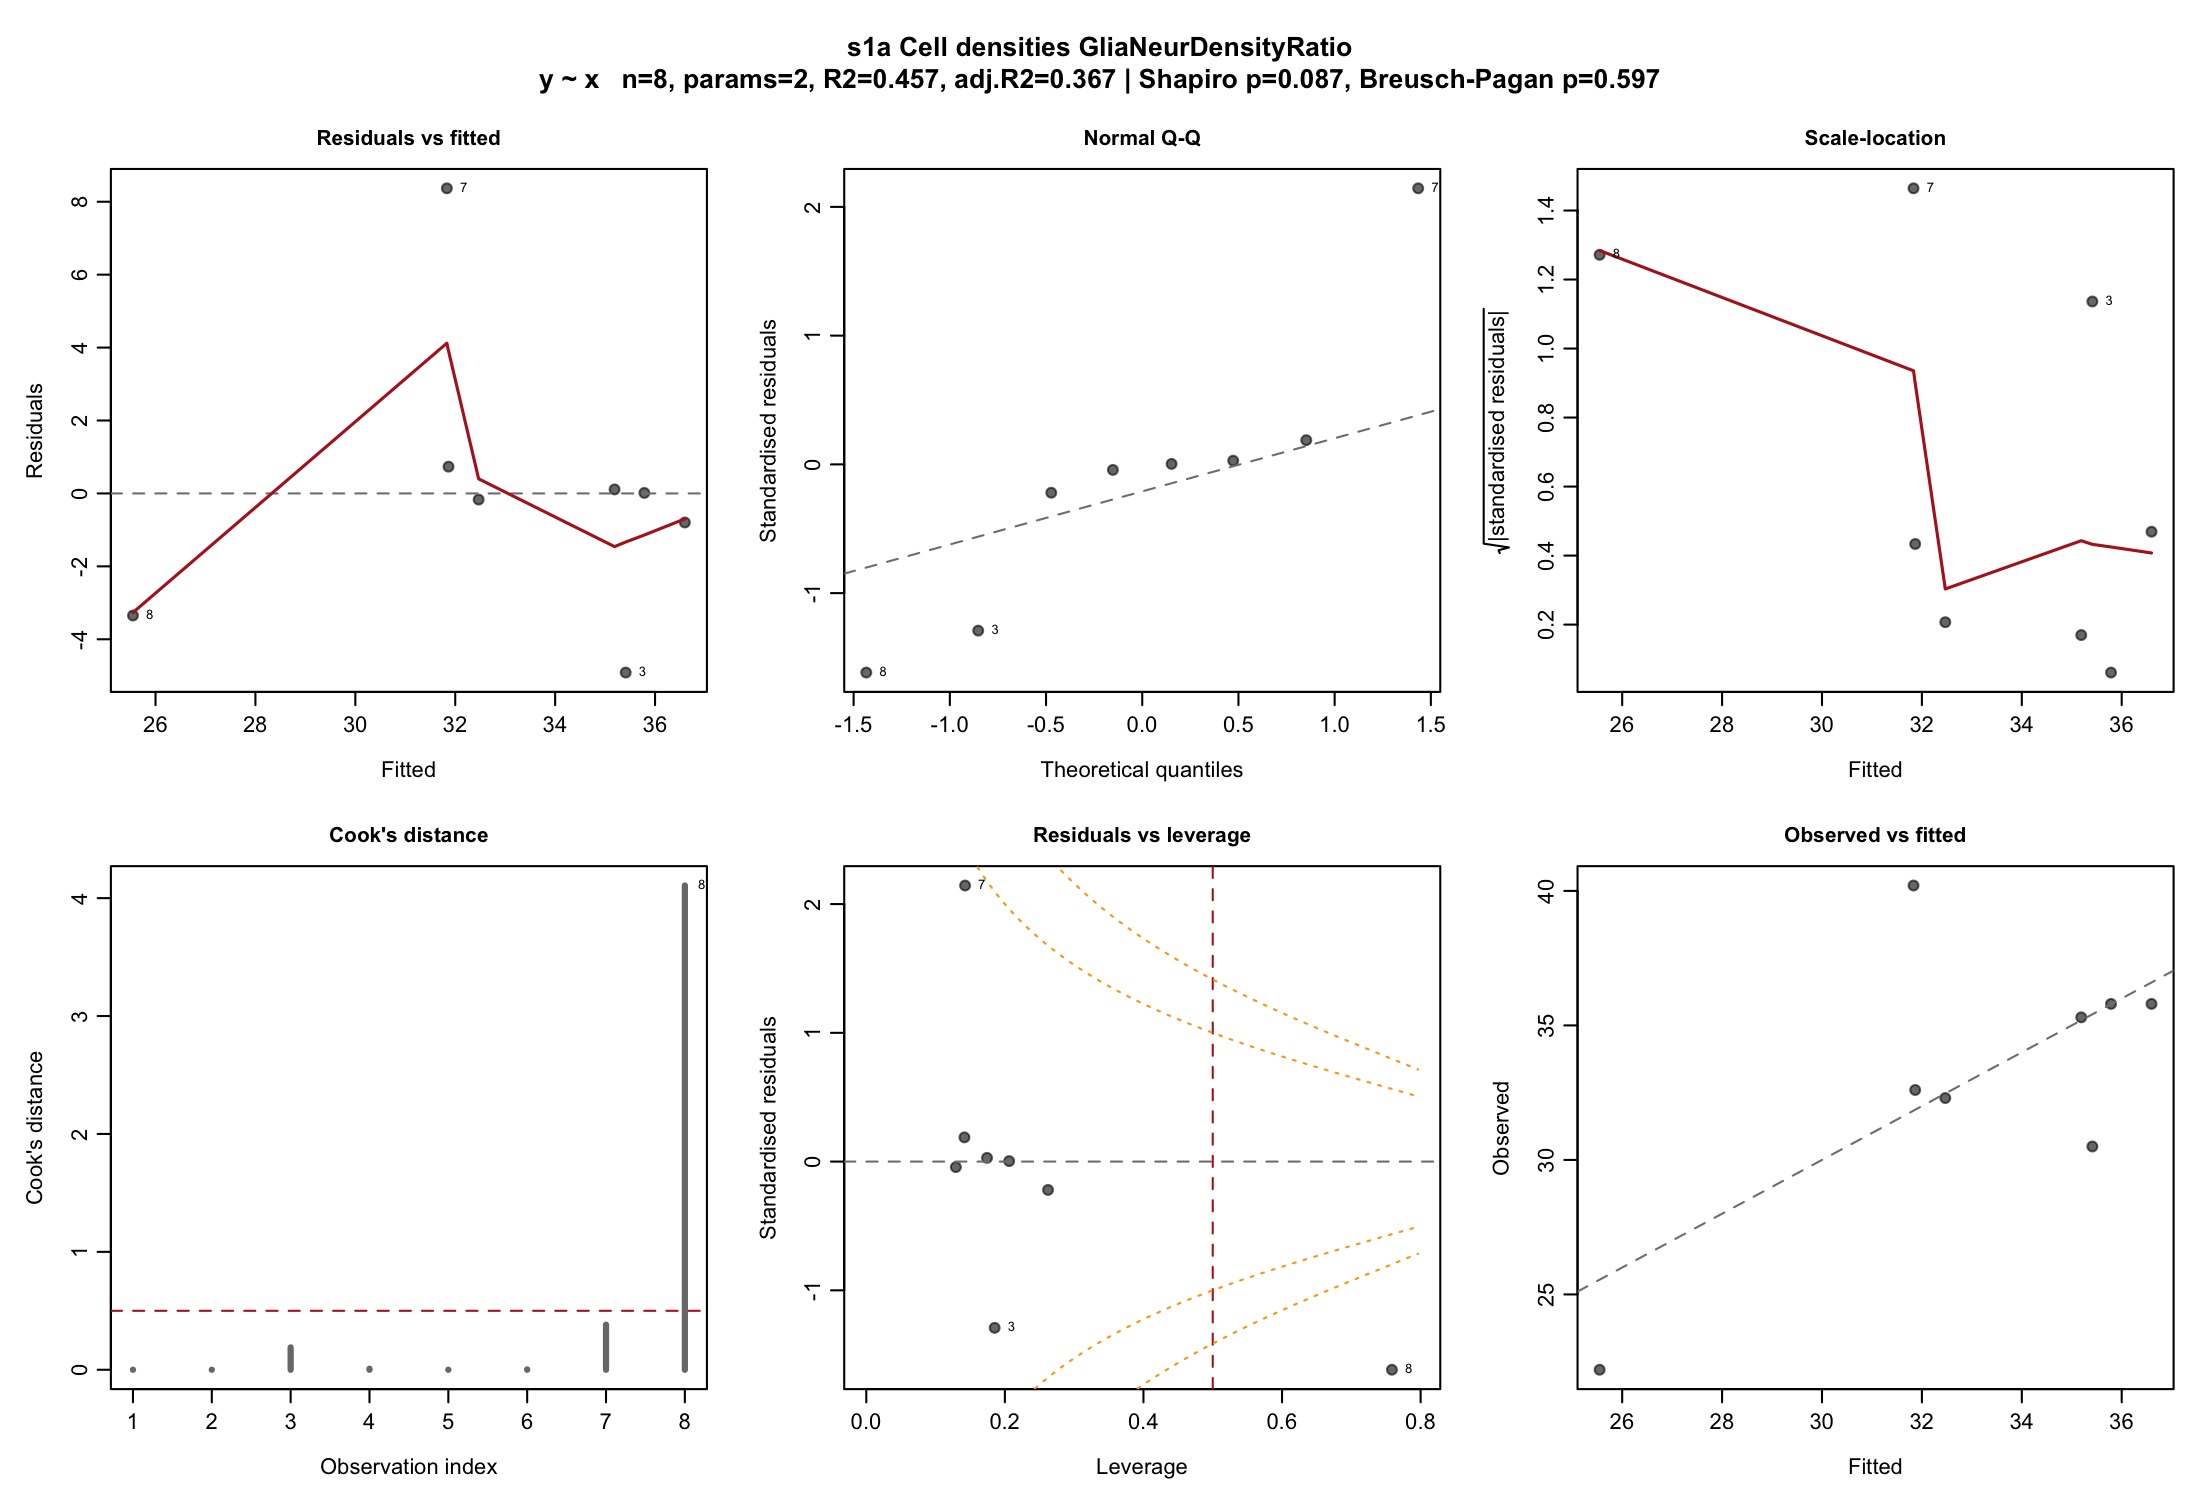 s1a Cell densities GliaNeurDensityRatio
y ~ x   n=8, params=2, R2=0.457, adj.R2=0.367 | Shapiro p=0.087, Breusch-Pagan p=0.597
Residuals vs fitted
Residuals
8
6
4
2
0
-2
-4
7
8
3
26 28 30 32 34 36
Fitted
Normal Q-Q
Standardised residuals
2
1
0
-1
7
3
8
-1.5 -1.0 -0.5 0.0 0.5 1.0 1.5
Theoretical quantiles
Scale-location
√|standardised residuals|
1.4
1.2
1.0
0.8
0.6
0.4
0.2
7
8
3
26 28 30 32 34 36
Fitted
Cook's distance
Cook's distance
4
3
2
1
0
8
1 2 3 4 5 6 7 8
Observation index
Residuals vs leverage
Standardised residuals
2
1
0
-1
7
3
8
0.0 0.2 0.4 0.6 0.8
Leverage
Observed vs fitted
Observed
40
35
30
25
26 28 30 32 34 36
Fitted